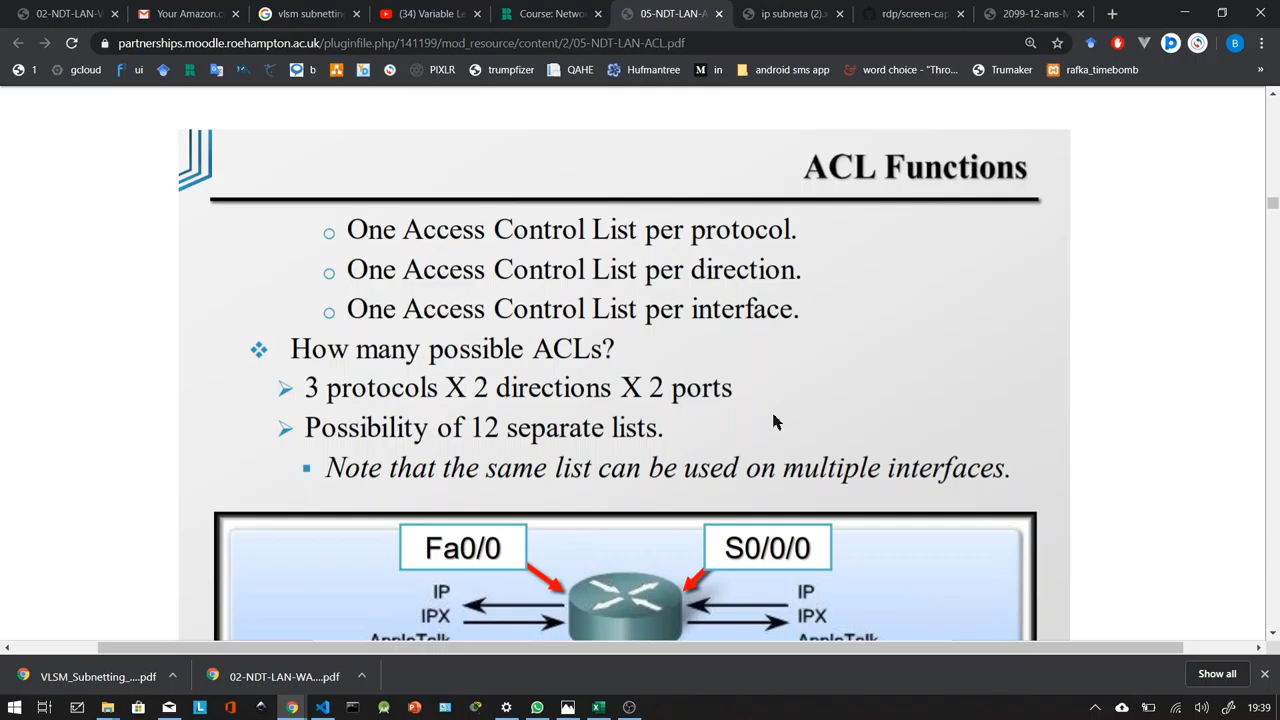 02-NDT-LAN-W
Your Amazon.c
vlsm subnetting
(34) Variable Le
Course: Netwo
05-NDT-LAN-A
ip subneta (2).x
rdp/screen-cap
2099-12-ans-M
partnerships.moodle.roehampton.ac.uk/pluginfile.php/141199/mod_resource/content/2/05-NDT-LAN-ACL.pdf
1 gcloud ui in b PIXLR trumpfizer QAHE Hufmantree in android sms app word choice - "Thro... Trumaker rafka_timebomb »
ACL Functions
One Access Control List per protocol.
One Access Control List per direction.
One Access Control List per interface.
How many possible ACLs?
3 protocols X 2 directions X 2 ports
Possibility of 12 separate lists.
Note that the same list can be used on multiple interfaces.
Fa0/0 S0/0/0
IP IP
IPX IPX
AppleTalk AppleTalk
VLSM_Subnetting_....pdf
02-NDT-LAN-WA....pdf
Show all
19:39